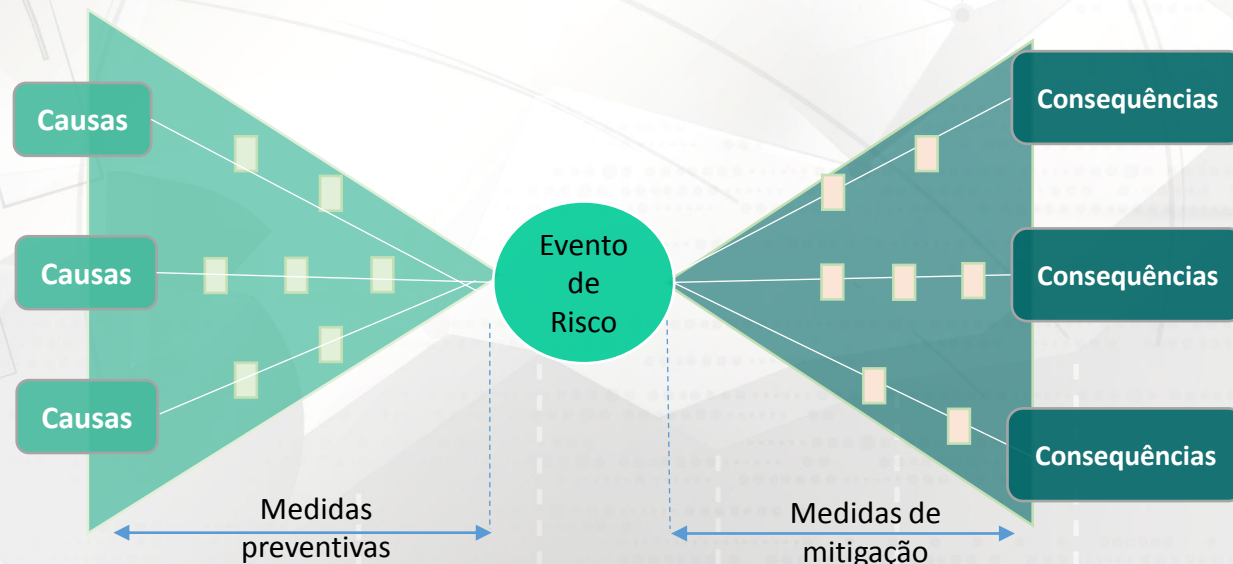 Causas
Causas
Causas
Evento
de
Risco
Consequências
Consequências
Consequências
Medidas
preventivas
Medidas de
mitigação